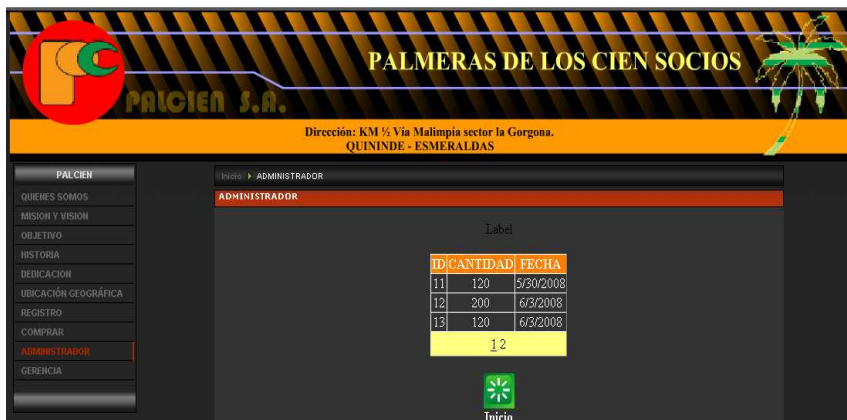 PALMERAS DE LOS CIEN SOCIOS
PALCIEN S.A.
Dirección: KM ½ Vía Malimpia sector la Gorgona.
QUININDE - ESMERALDAS
PALCIEN
QUIENES SOMOS
MISION Y VISION
OBJETIVO
HISTORIA
DEDICACION
UBICACIÓN GEOGRÁFICA
REGISTRO
COMPRAR
ADMINISTRADOR
GERENCIA
Inicio ADMINISTRADOR
ADMINISTRADOR
Label
ID CANTIDAD FECHA
11 120 5/30/2008
12 200 6/3/2008
13 120 6/3/2008
1 2
Inicio